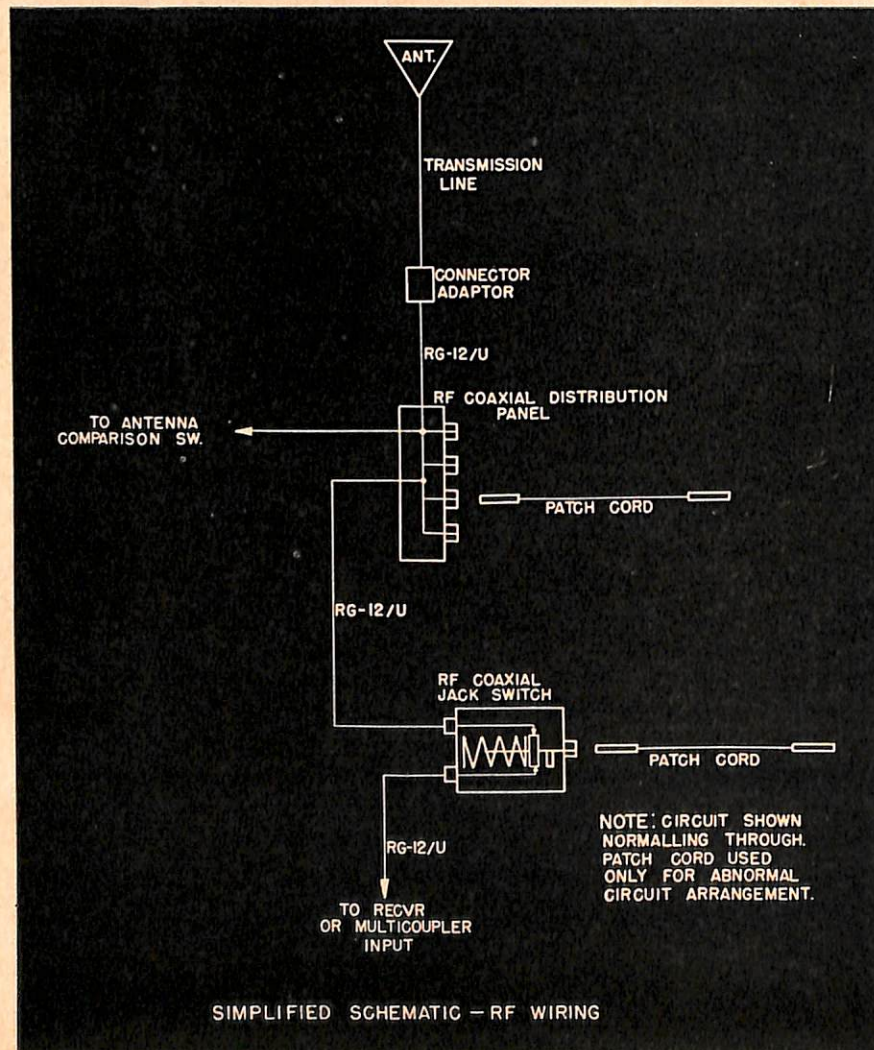 ANT.
TRANSMISSION
LINE
CONNECTOR
ADAPTOR
RG-12/U
RF COAXIAL DISTRIBUTION
PANEL
TO ANTENNA
COMPARISON SW.
PATCH CORD
RG-12/U
RF COAXIAL
JACK SWITCH
PATCH CORD
NOTE: CIRCUIT SHOWN
NORMALLING THROUGH.
PATCH CORD USED
ONLY FOR ABNORMAL
CIRCUIT ARRANGEMENT.
RG-12/U
TO RECVR
OR MULTICOUPLER
INPUT
SIMPLIFIED SCHEMATIC – RF WIRING